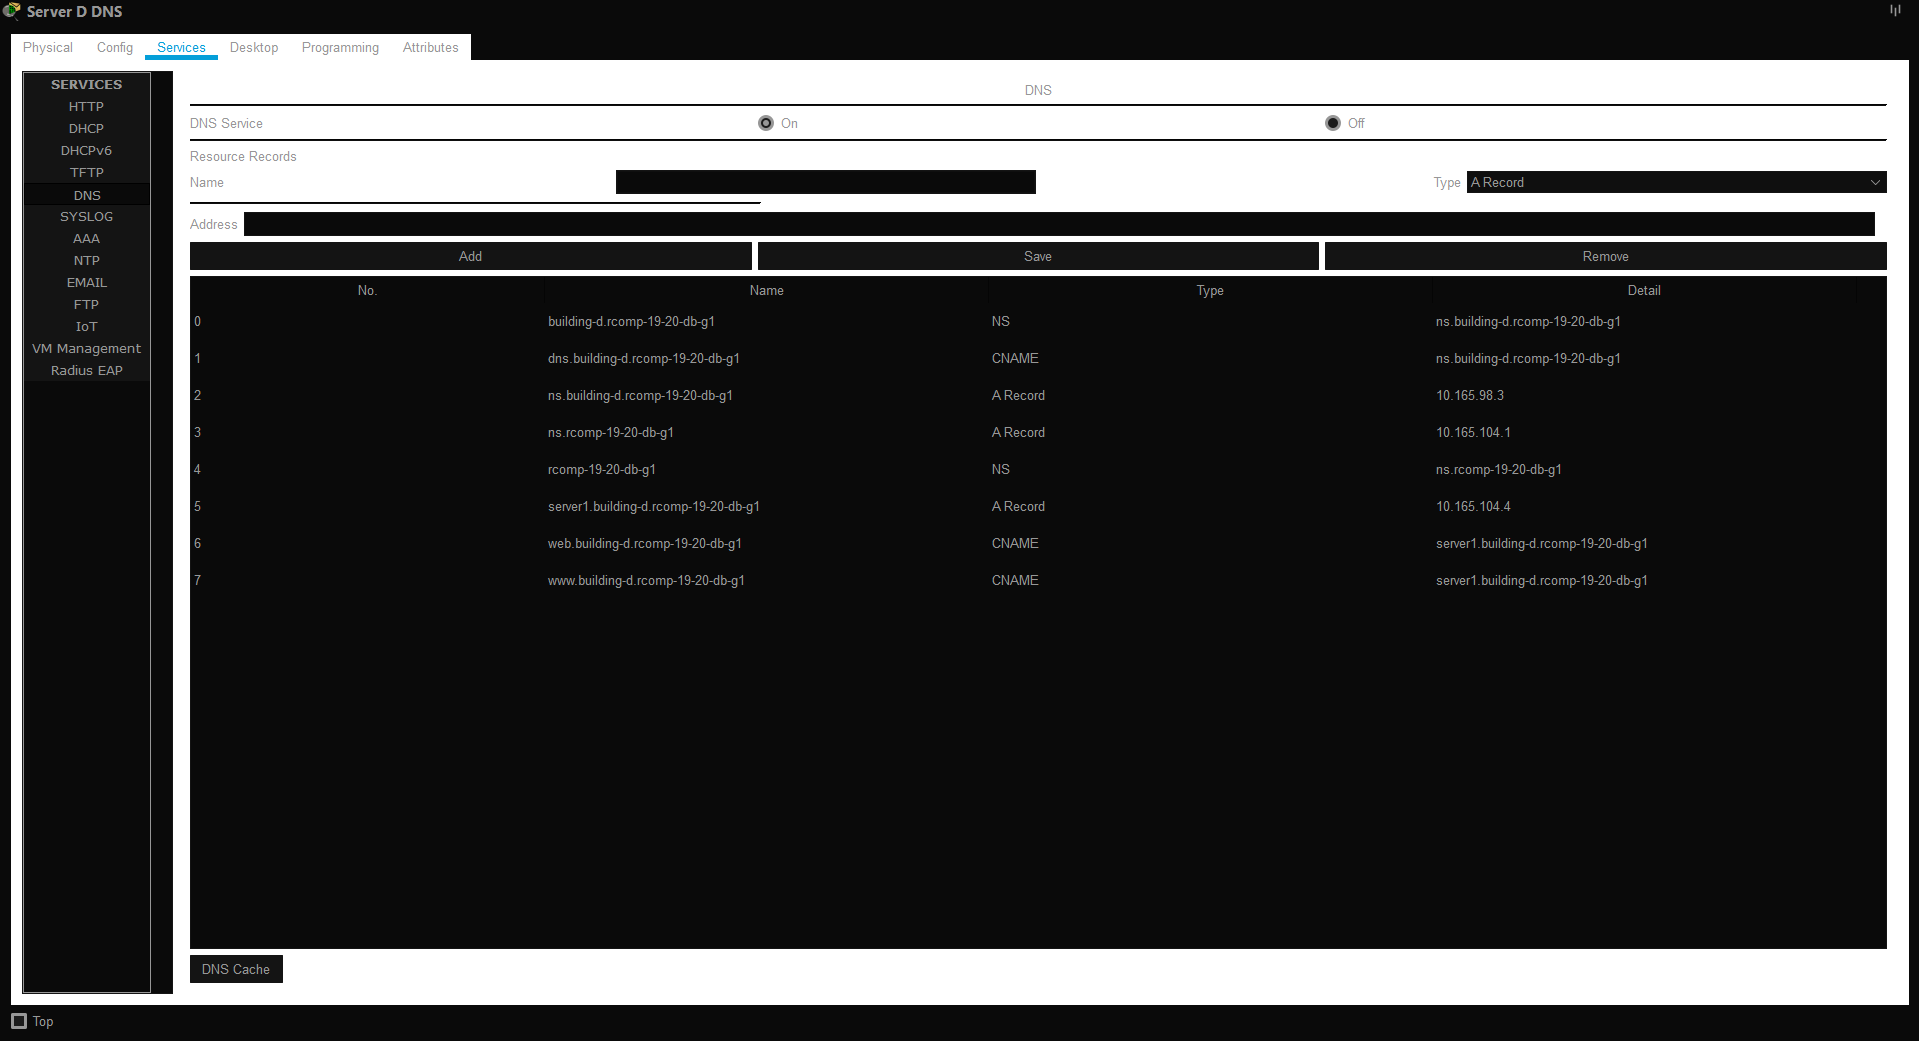 Server D DNS
Physical Config Services Desktop Programming Attributes
SERVICES
HTTP
DHCP
DHCPv6
TFTP
DNS
SYSLOG
AAA
NTP
EMAIL
FTP
IoT
VM Management
Radius EAP
DNS
DNS Service On Off
Resource Records
Name Type A Record
Address
Add Save Remove
No. Name Type Detail
0 building-d.rcomp-19-20-db-g1 NS ns.building-d.rcomp-19-20-db-g1
1 dns.building-d.rcomp-19-20-db-g1 CNAME ns.building-d.rcomp-19-20-db-g1
2 ns.building-d.rcomp-19-20-db-g1 A Record 10.165.98.3
3 ns.rcomp-19-20-db-g1 A Record 10.165.104.1
4 rcomp-19-20-db-g1 NS ns.rcomp-19-20-db-g1
5 server1.building-d.rcomp-19-20-db-g1 A Record 10.165.104.4
6 web.building-d.rcomp-19-20-db-g1 CNAME server1.building-d.rcomp-19-20-db-g1
7 www.building-d.rcomp-19-20-db-g1 CNAME server1.building-d.rcomp-19-20-db-g1
DNS Cache
Top